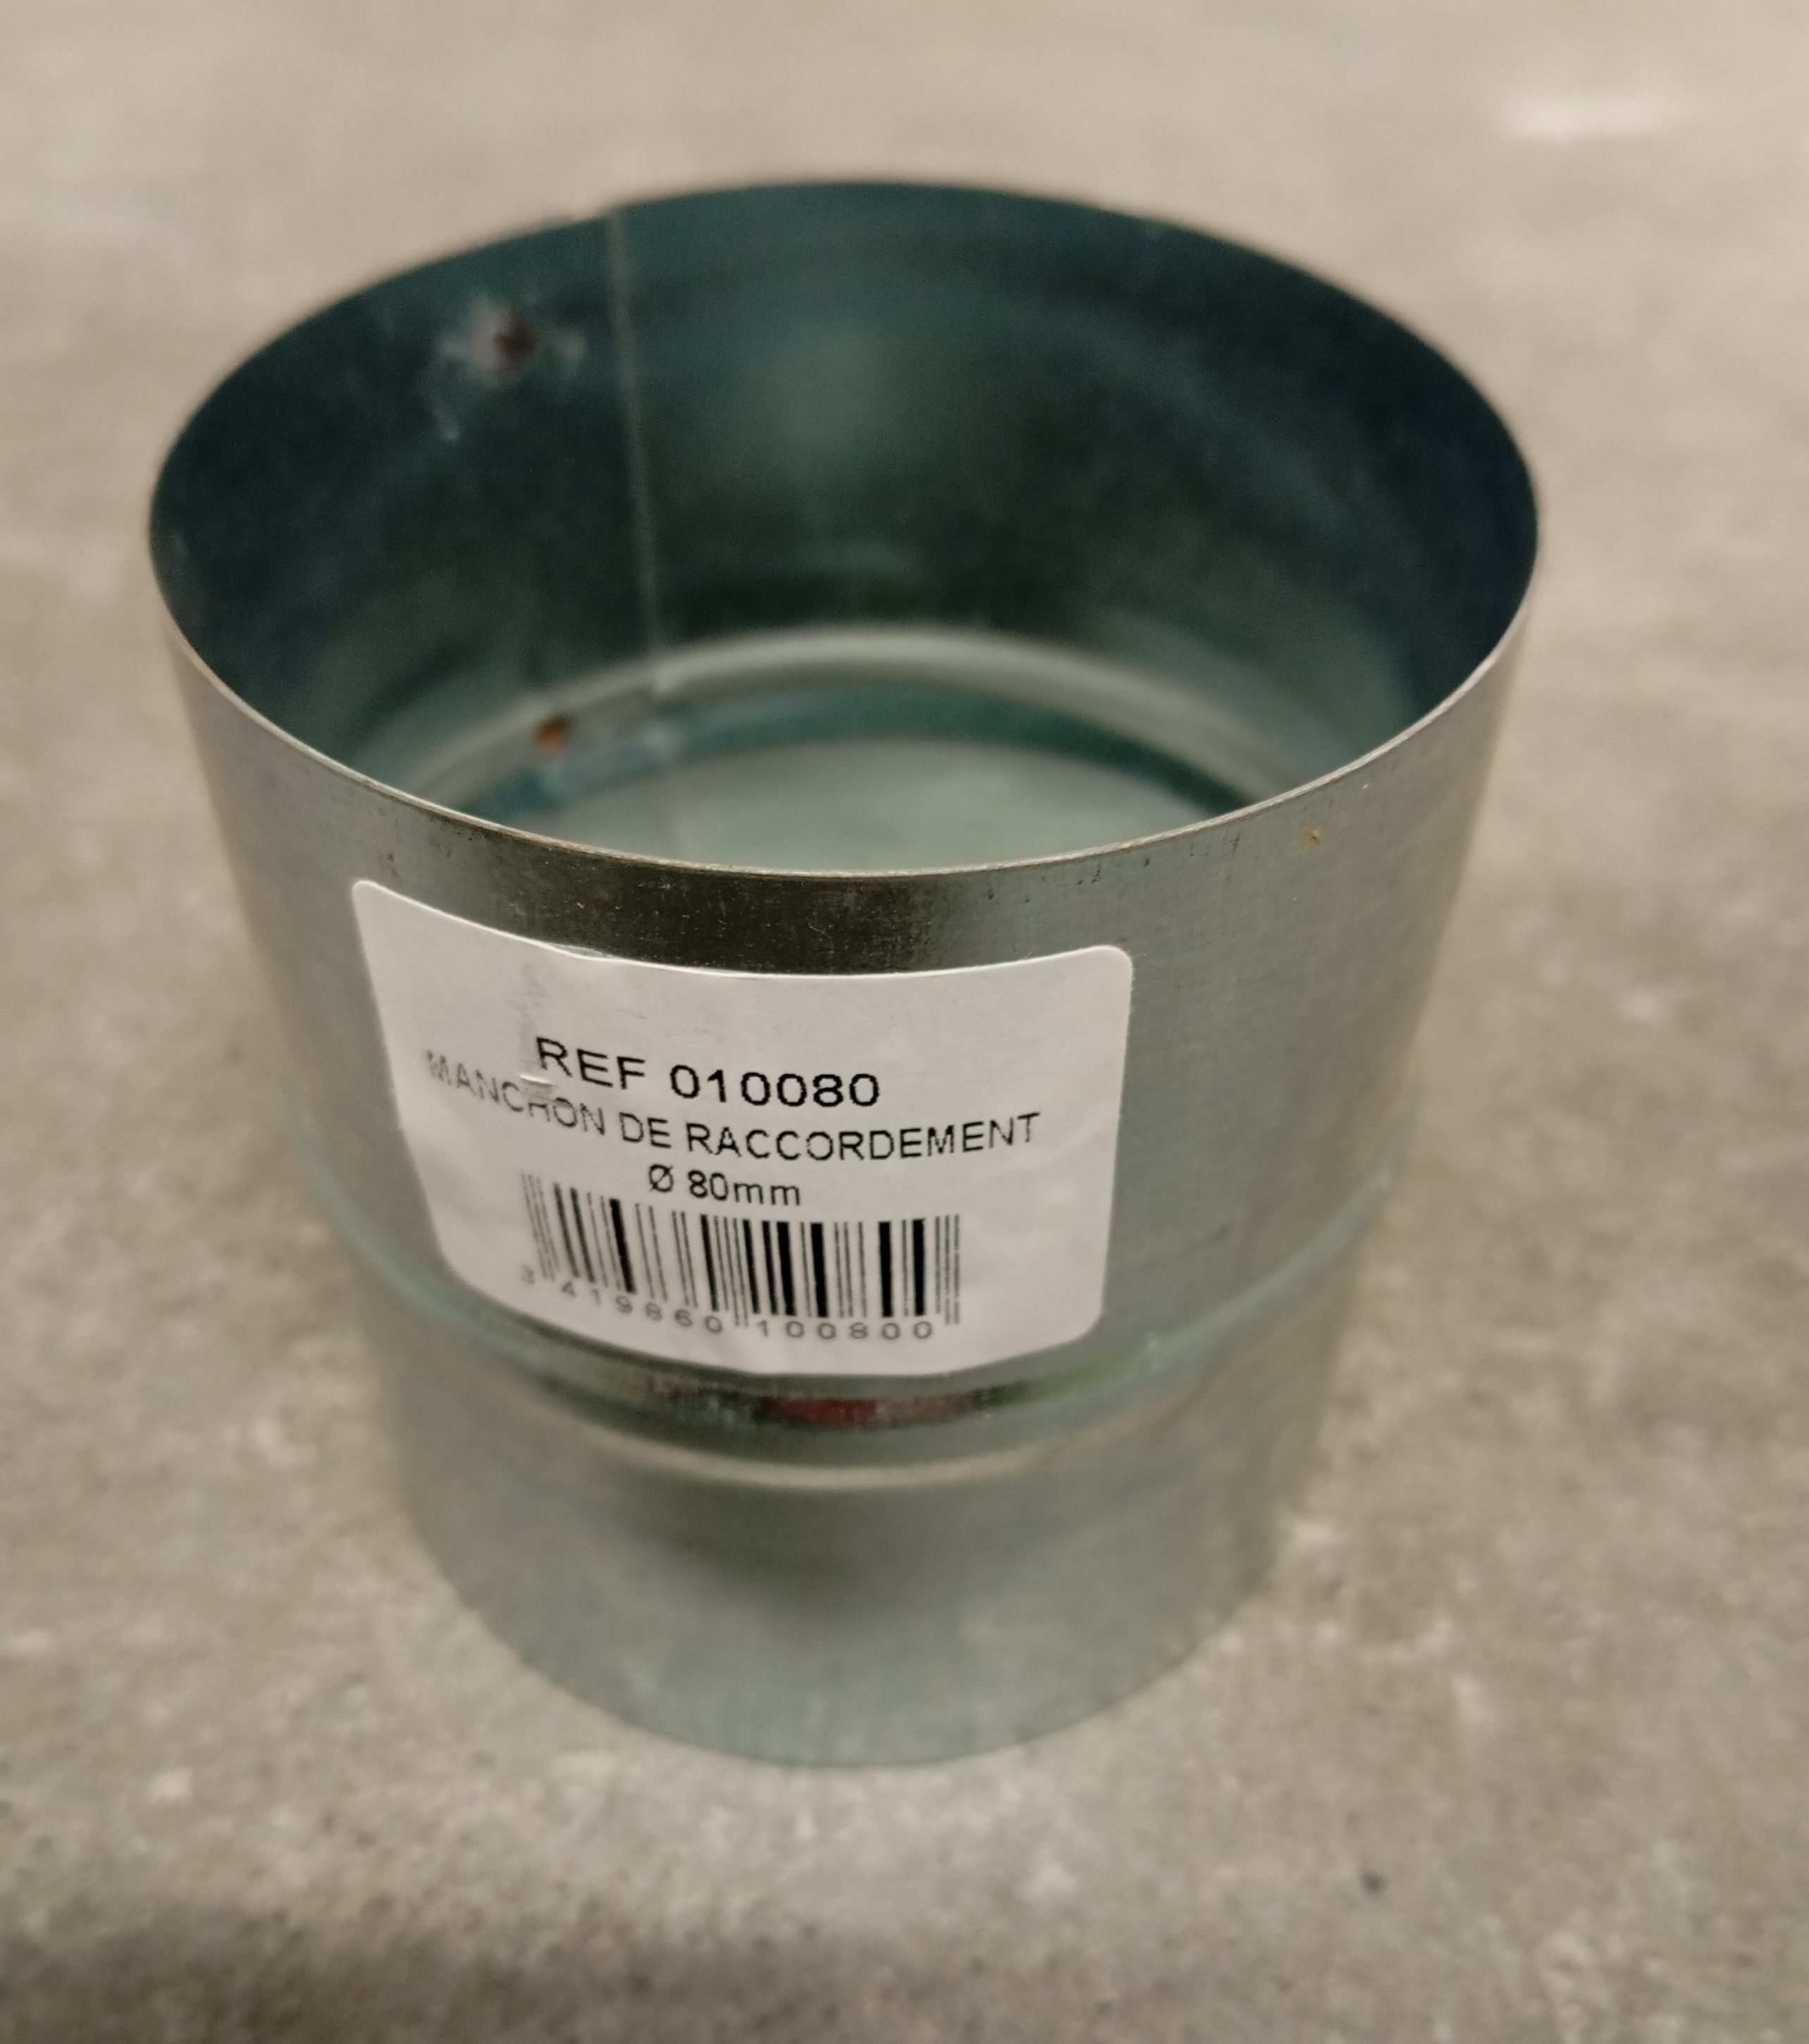 REF 010080
MANCHON DE RACCORDEMENT
Ø 80mm
3 419860 100800